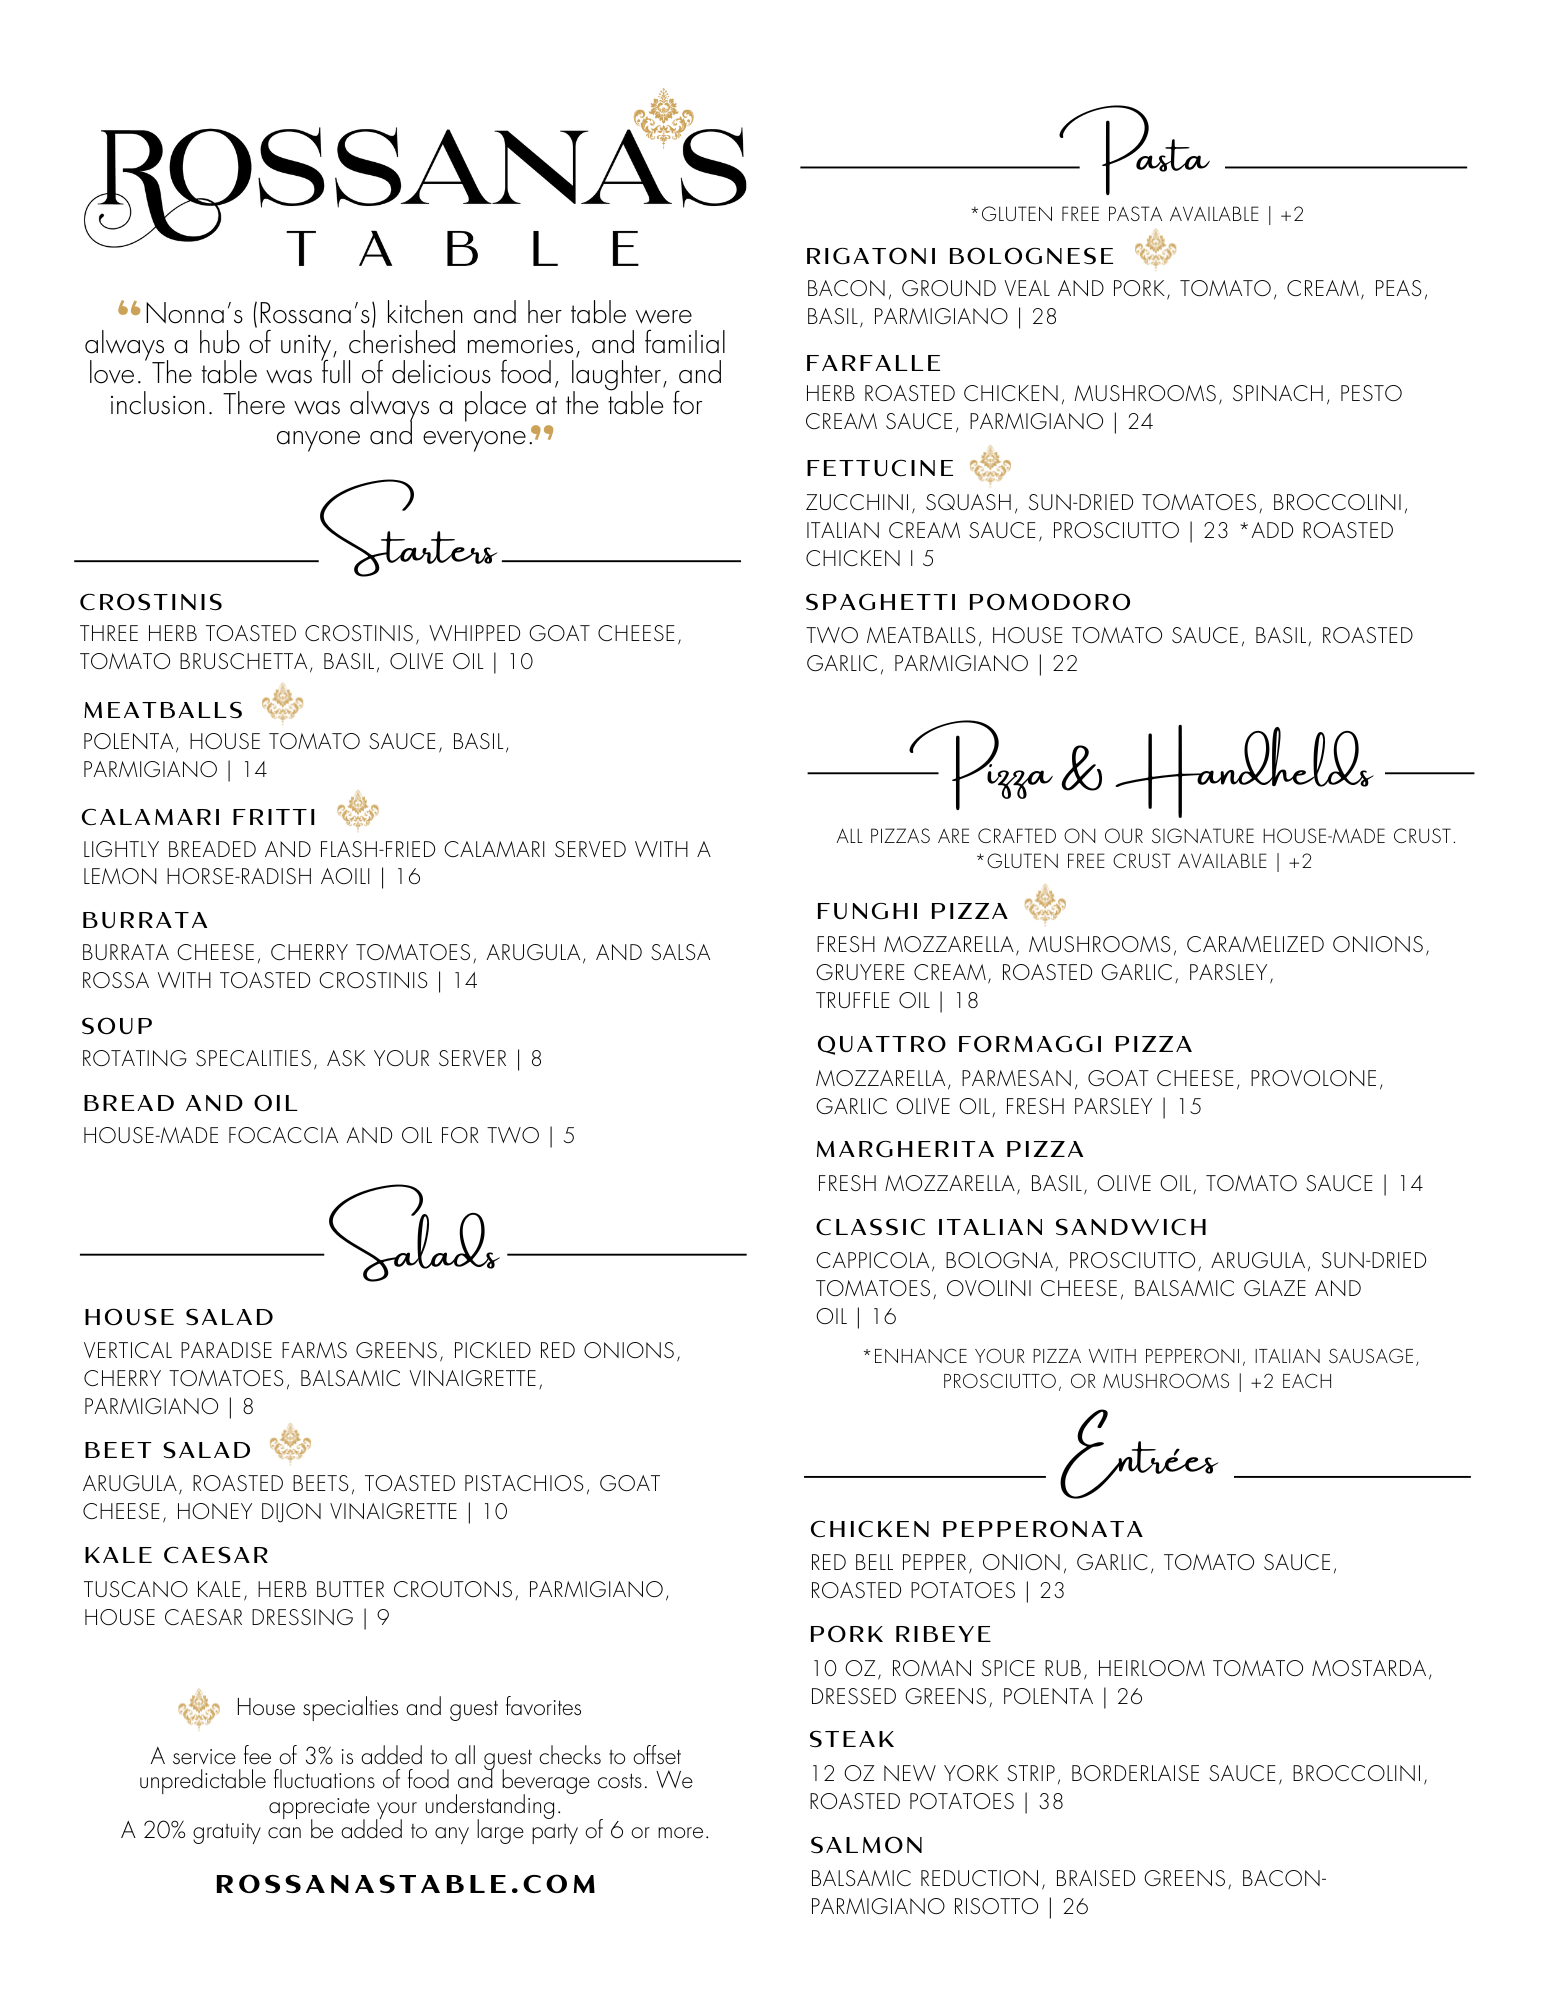 ROSSANA'S
TABLE
“Nonna’s (Rossana’s) kitchen and her table were
always a hub of unity, cherished memories, and familial
love. The table was full of delicious food, laughter, and
inclusion. There was always a place at the table for
anyone and everyone.”
Starters
CROSTINIS
THREE HERB TOASTED CROSTINIS, WHIPPED GOAT CHEESE,
TOMATO BRUSCHETTA, BASIL, OLIVE OIL | 10
MEATBALLS
POLENTA, HOUSE TOMATO SAUCE, BASIL,
PARMIGIANO | 14
CALAMARI FRITTI
LIGHTLY BREADED AND FLASH-FRIED CALAMARI SERVED WITH A
LEMON HORSE-RADISH AOILI | 16
BURRATA
BURRATA CHEESE, CHERRY TOMATOES, ARUGULA, AND SALSA
ROSSA WITH TOASTED CROSTINIS | 14
SOUP
ROTATING SPECALITIES, ASK YOUR SERVER | 8
BREAD AND OIL
HOUSE-MADE FOCACCIA AND OIL FOR TWO | 5
Salads
HOUSE SALAD
VERTICAL PARADISE FARMS GREENS, PICKLED RED ONIONS,
CHERRY TOMATOES, BALSAMIC VINAIGRETTE,
PARMIGIANO | 8
BEET SALAD
ARUGULA, ROASTED BEETS, TOASTED PISTACHIOS, GOAT
CHEESE, HONEY DIJON VINAIGRETTE | 10
KALE CAESAR
TUSCANO KALE, HERB BUTTER CROUTONS, PARMIGIANO,
HOUSE CAESAR DRESSING | 9
House specialties and guest favorites
A service fee of 3% is added to all guest checks to offset
unpredictable fluctuations of food and beverage costs. We
appreciate your understanding.
A 20% gratuity can be added to any large party of 6 or more.
ROSSANASTABLE.COM
Pasta
*GLUTEN FREE PASTA AVAILABLE | +2
RIGATONI BOLOGNESE
BACON, GROUND VEAL AND PORK, TOMATO, CREAM, PEAS,
BASIL, PARMIGIANO | 28
FARFALLE
HERB ROASTED CHICKEN, MUSHROOMS, SPINACH, PESTO
CREAM SAUCE, PARMIGIANO | 24
FETTUCINE
ZUCCHINI, SQUASH, SUN-DRIED TOMATOES, BROCCOLINI,
ITALIAN CREAM SAUCE, PROSCIUTTO | 23 *ADD ROASTED
CHICKEN I 5
SPAGHETTI POMODORO
TWO MEATBALLS, HOUSE TOMATO SAUCE, BASIL, ROASTED
GARLIC, PARMIGIANO | 22
Pizza & Handhelds
ALL PIZZAS ARE CRAFTED ON OUR SIGNATURE HOUSE-MADE CRUST.
*GLUTEN FREE CRUST AVAILABLE | +2
FUNGHI PIZZA
FRESH MOZZARELLA, MUSHROOMS, CARAMELIZED ONIONS,
GRUYERE CREAM, ROASTED GARLIC, PARSLEY,
TRUFFLE OIL | 18
QUATTRO FORMAGGI PIZZA
MOZZARELLA, PARMESAN, GOAT CHEESE, PROVOLONE,
GARLIC OLIVE OIL, FRESH PARSLEY | 15
MARGHERITA PIZZA
FRESH MOZZARELLA, BASIL, OLIVE OIL, TOMATO SAUCE | 14
CLASSIC ITALIAN SANDWICH
CAPPICOLA, BOLOGNA, PROSCIUTTO, ARUGULA, SUN-DRIED
TOMATOES, OVOLINI CHEESE, BALSAMIC GLAZE AND
OIL | 16
*ENHANCE YOUR PIZZA WITH PEPPERONI, ITALIAN SAUSAGE,
PROSCIUTTO, OR MUSHROOMS | +2 EACH
Entrées
CHICKEN PEPPERONATA
RED BELL PEPPER, ONION, GARLIC, TOMATO SAUCE,
ROASTED POTATOES | 23
PORK RIBEYE
10 OZ, ROMAN SPICE RUB, HEIRLOOM TOMATO MOSTARDA,
DRESSED GREENS, POLENTA | 26
STEAK
12 OZ NEW YORK STRIP, BORDERLAISE SAUCE, BROCCOLINI,
ROASTED POTATOES | 38
SALMON
BALSAMIC REDUCTION, BRAISED GREENS, BACON-
PARMIGIANO RISOTTO | 26